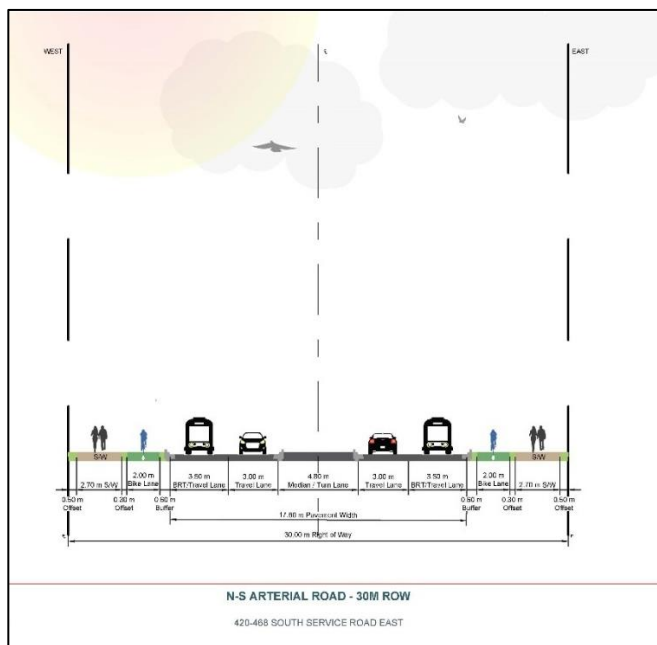 WEST
EAST
S/W
S/W
2.70 m S/W
2.00 m
Bike Lane
3.50 m
BRT/Travel Lane
3.00 m
Travel Lane
4.80 m
Median / Turn Lane
3.00 m
Travel Lane
3.50 m
BRT/Travel Lane
2.00 m
Bike Lane
2.70 m S/W
0.50 m
Offset
0.30 m
Offset
0.60 m
Buffer
0.60 m
Buffer
0.30 m
Offset
0.50 m
Offset
17.80 m Pavement Width
30.00 m Right of Way
N-S ARTERIAL ROAD - 30M ROW
420-468 SOUTH SERVICE ROAD EAST